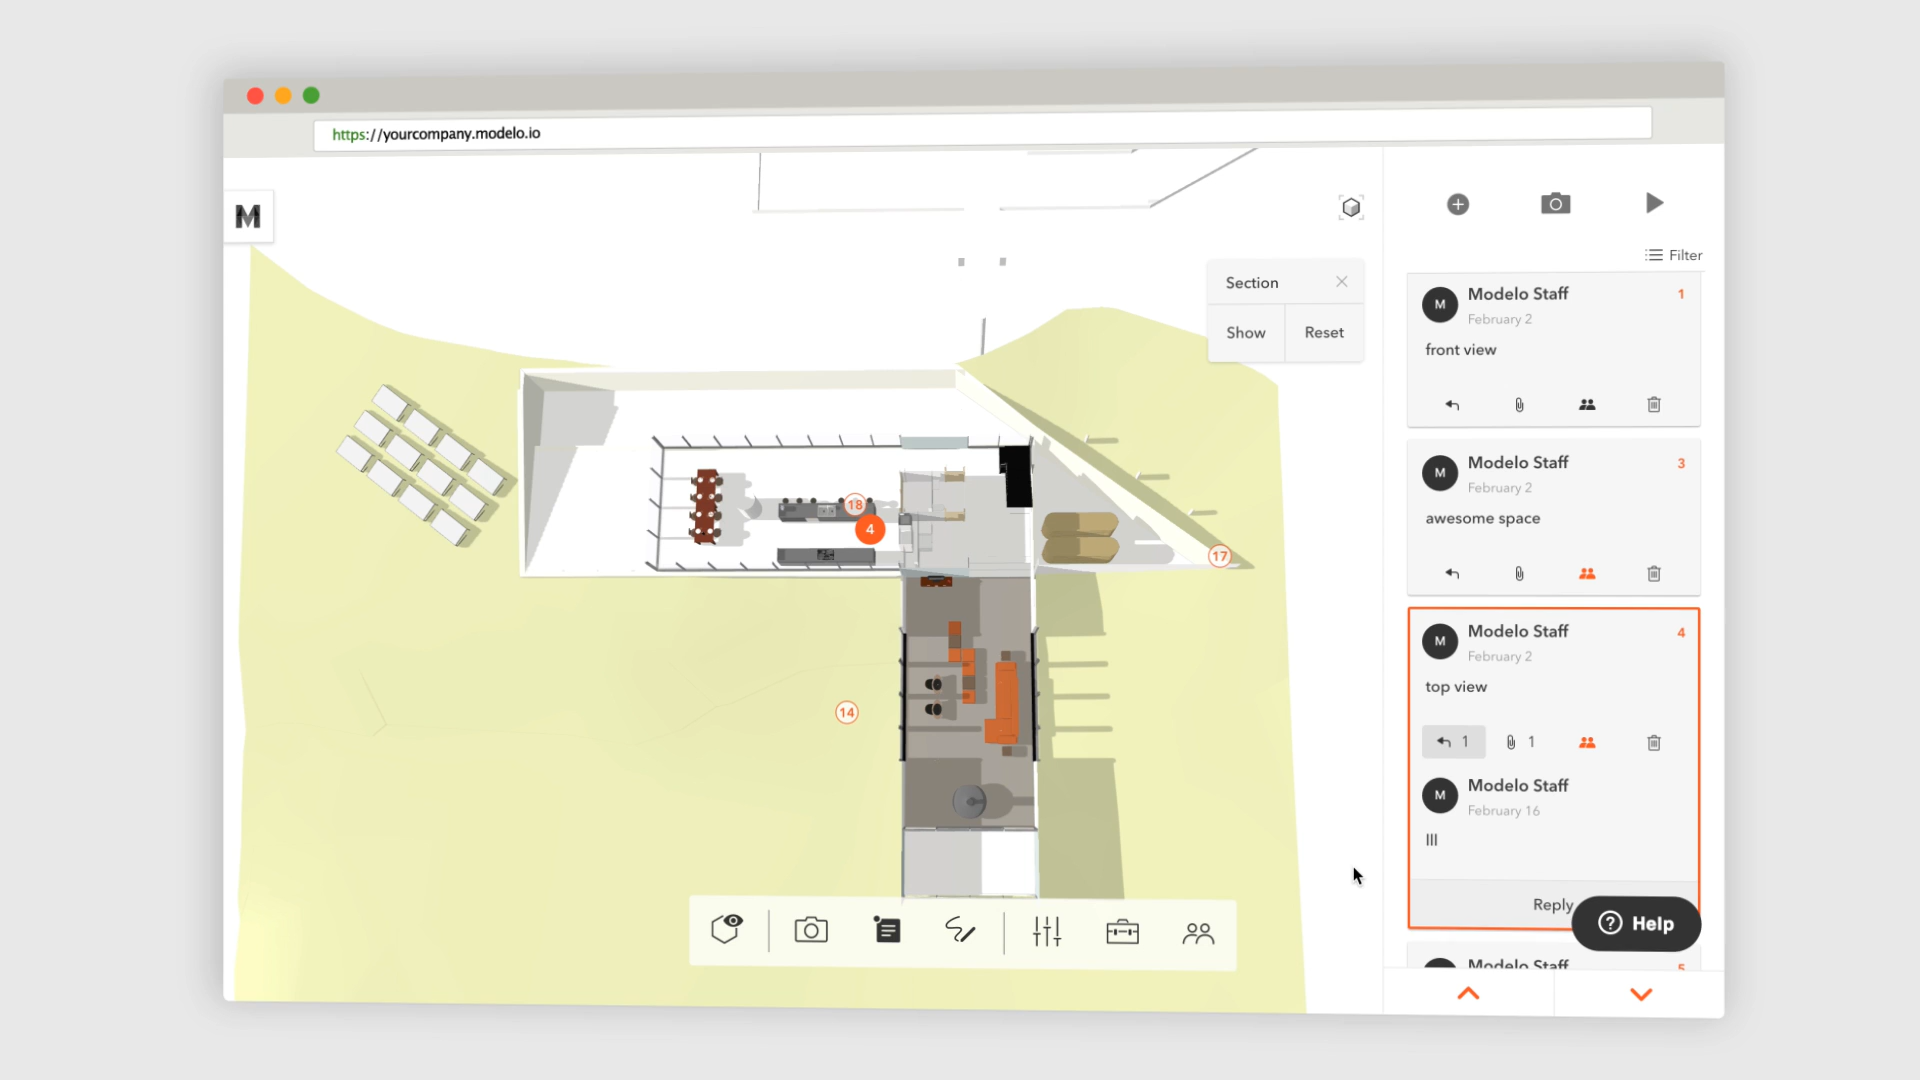 https://yourcompany.modelo.io
M
Filter
Section
Show
Reset
M
Modelo Staff
1
February 2
front view
M
Modelo Staff
3
February 2
awesome space
M
Modelo Staff
4
February 2
top view
1
1
M
Modelo Staff
February 16
lll
Reply
? Help
Modelo Staff
5
18
4
17
14